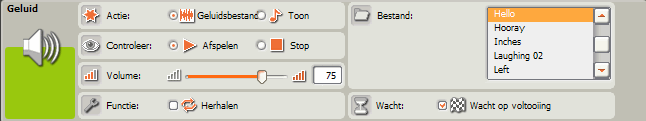 Geluid
Actie: Geluidsbestand Toon
Controleer: Afspelen Stop
Volume: 75
Functie: Herhalen
Bestand: Hello
Hooray
Inches
Laughing 02
Left
Wacht: Wacht op voltooiing